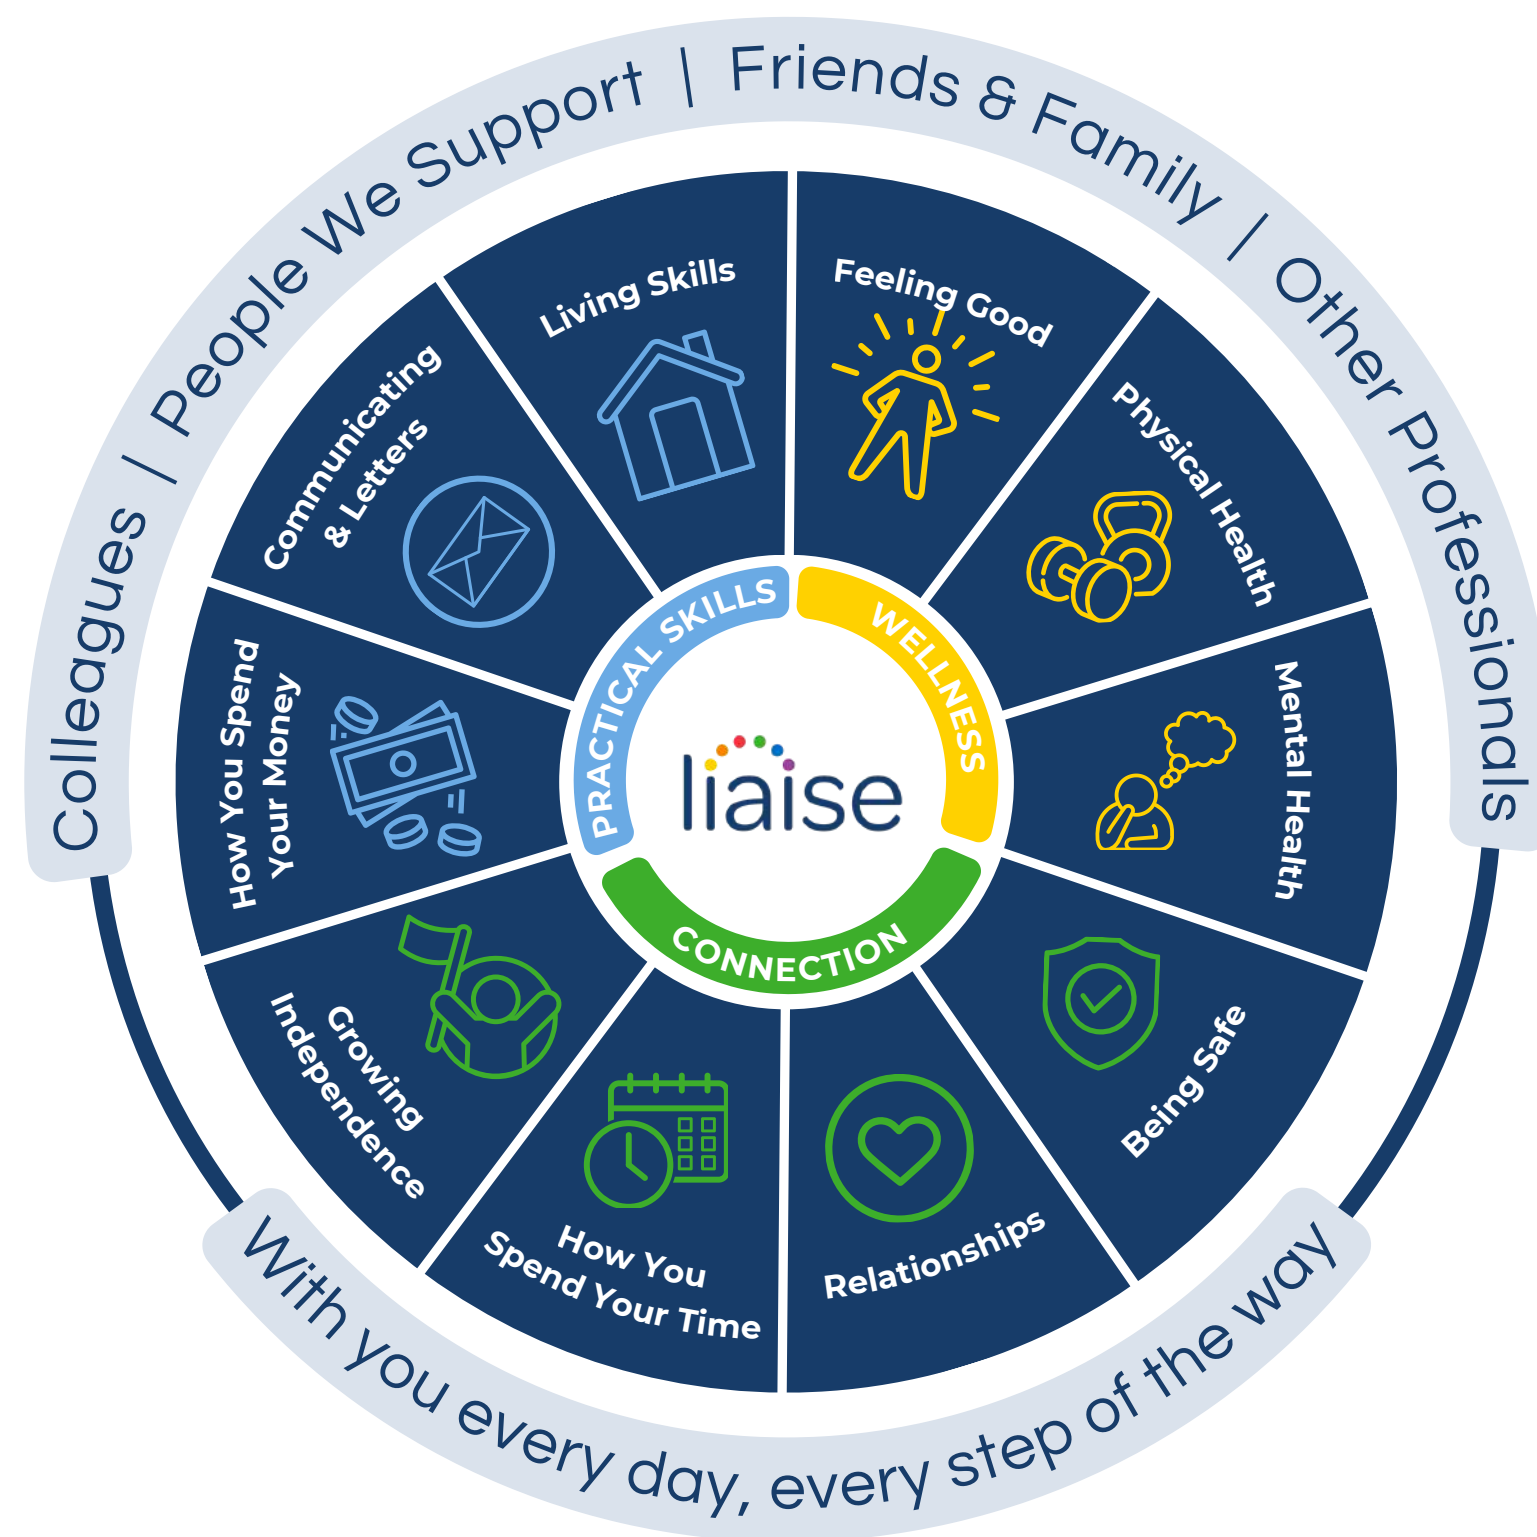 Colleagues | People We Support | Friends & Family | Other Professionals
Living Skills
Feeling Good
Physical Health
Mental Health
Being Safe
Relationships
How You
Spend Your Time
Growing
Independence
How You Spend
Your Money
Communicating
& Letters
PRACTICAL SKILLS
WELLNESS
CONNECTION
liaise
With you every day, every step of the way